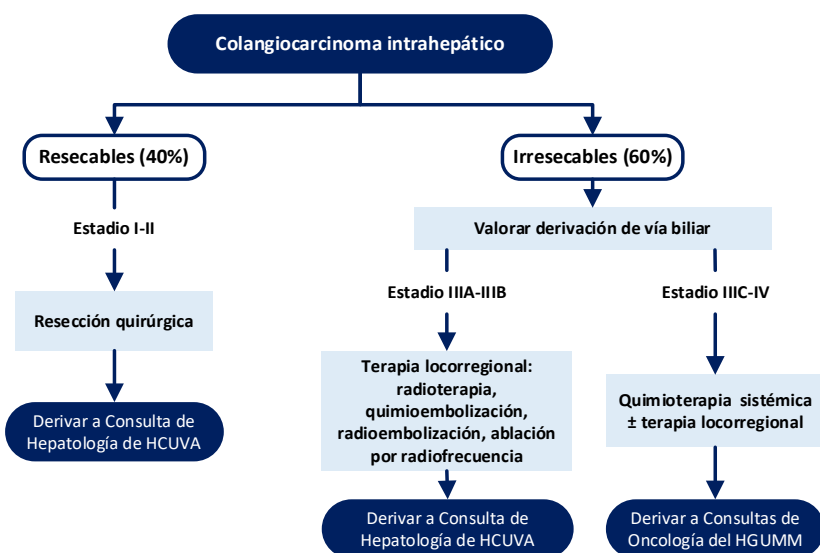 Colangiocarcinoma intrahepático
Resecables (40%)
Irresecables (60%)
Estadio I-II
Valorar derivación de vía biliar
Estadio IIIA-IIIB
Estadio IIIC-IV
Resección quirúrgica
Terapia locorregional:
radioterapia,
quimioembolización,
radioembolización, ablación
por radiofrecuencia
Quimioterapia sistémica
± terapia locorregional
Derivar a Consulta de
Hepatología de HCUVA
Derivar a Consulta de
Hepatología de HCUVA
Derivar a Consultas de
Oncología del HGUMM